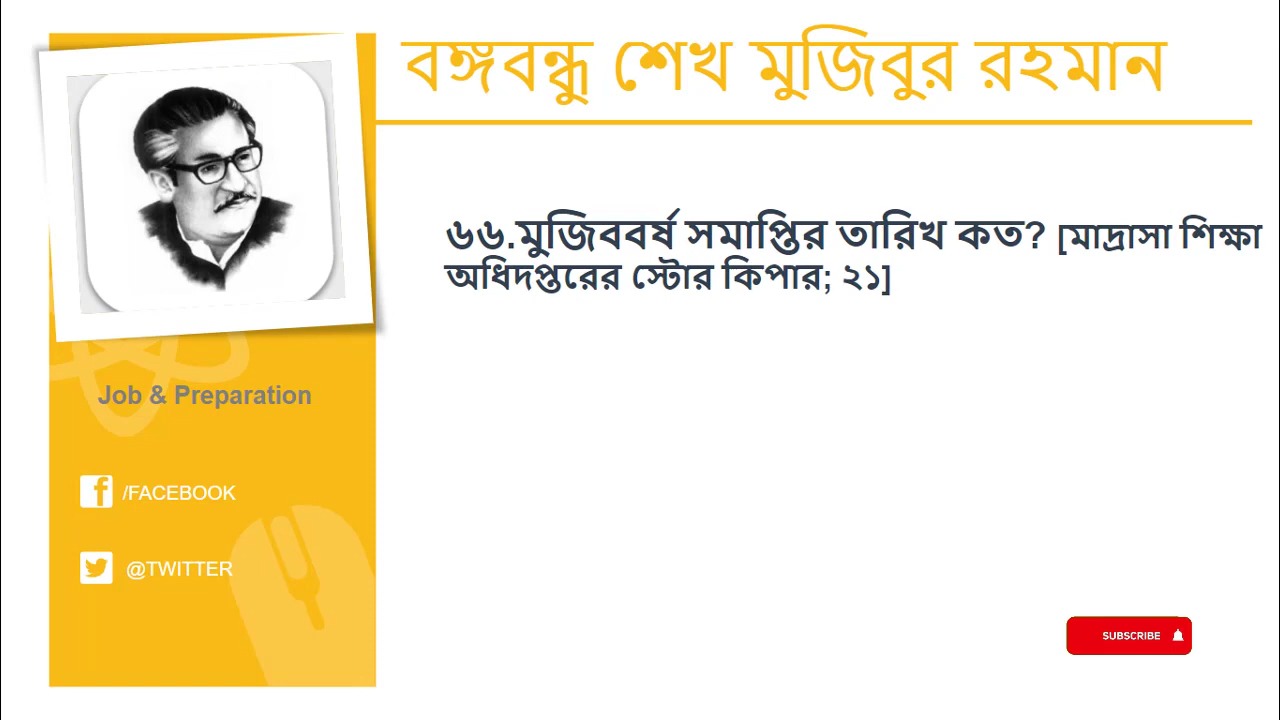 বঙ্গবন্ধু শেখ মুজিবুর রহমান
৬৬.মুজিববর্ষ সমাপ্তির তারিখ কত? [মাদ্রাসা শিক্ষা
অধিদপ্তরের স্টোর কিপার; ২১]
Job & Preparation
/FACEBOOK
@TWITTER
SUBSCRIBE